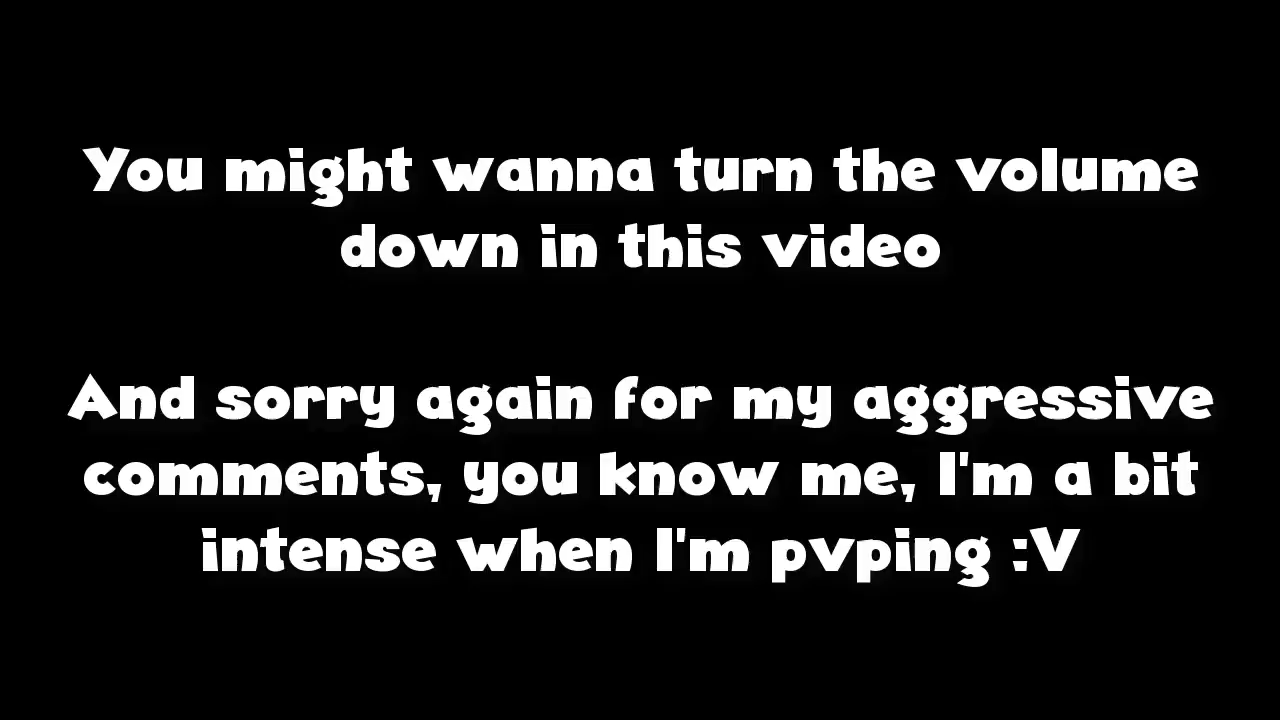 You might wanna turn the volume
down in this video
And sorry again for my aggressive
comments, you know me, I'm a bit
intense when I'm pvping :V